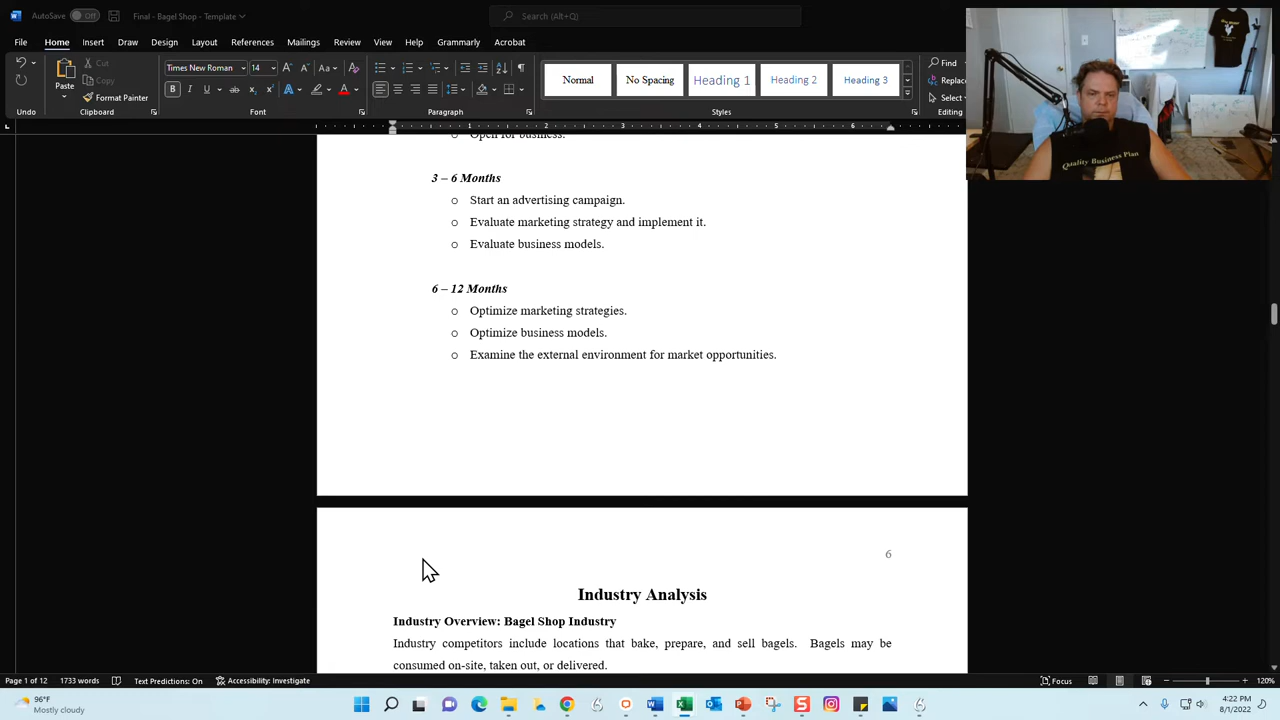 AutoSave Off Final - Bagel Shop - Template Search (Alt+Q)
File Home Insert Draw Design Layout References Mailings Review View Help Grammarly Acrobat
Undo
Paste
Cut
Copy
Format Painter
Times New Roman 14
Normal No Spacing Heading 1 Heading 2 Heading 3
Find
Replace
Select
Undo Clipboard Font Paragraph Styles Editing
Open for business.
3 – 6 Months
o Start an advertising campaign.
o Evaluate marketing strategy and implement it.
o Evaluate business models.
6 – 12 Months
o Optimize marketing strategies.
o Optimize business models.
o Examine the external environment for market opportunities.
6
Industry Analysis
Industry Overview: Bagel Shop Industry
Industry competitors include locations that bake, prepare, and sell bagels. Bagels may be
consumed on-site, taken out, or delivered.
Quality Business Plan
Page 1 of 12 1733 words Text Predictions: On Accessibility: Investigate Focus 120%
96°F
Mostly cloudy
4:22 PM
8/1/2022